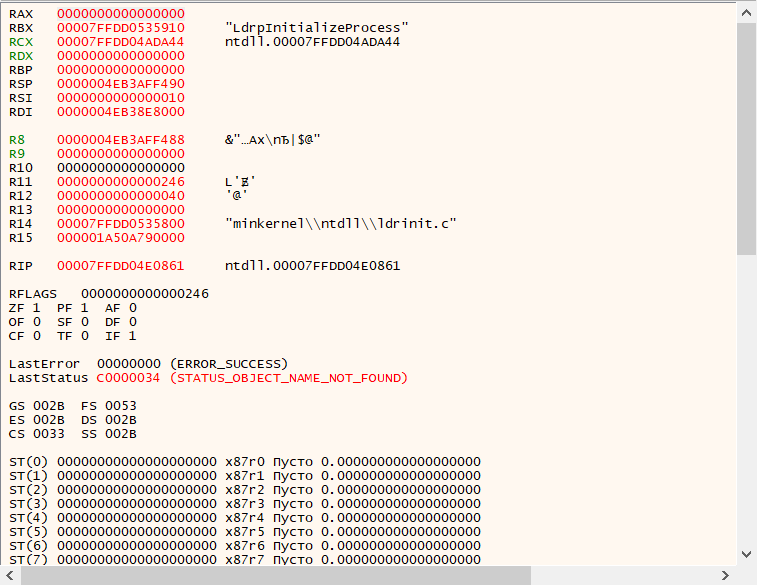 RAX 0000000000000000
RBX 00007FFDD0535910 "LdrpInitializeProcess"
RCX 00007FFDD04ADA44 ntdll.00007FFDD04ADA44
RDX 0000000000000000
RBP 0000000000000000
RSP 0000004EB3AFF490
RSI 0000000000000010
RDI 0000004EB38E8000
R8 0000004EB3AFF488 &"…Ax\nЂ|$@"
R9 0000000000000000
R10 0000000000000000
R11 0000000000000246
R12 0000000000000040 '@'
R13 0000000000000000
R14 00007FFDD0535800 "minkernel\\ntdll\\ldrinit.c"
R15 000001A50A790000
RIP 00007FFDD04E0861 ntdll.00007FFDD04E0861
RFLAGS 0000000000000246
ZF 1 PF 1 AF 0
OF 0 SF 0 DF 0
CF 0 TF 0 IF 1
LastError 00000000 (ERROR_SUCCESS)
LastStatus C0000034 (STATUS_OBJECT_NAME_NOT_FOUND)
GS 002B FS 0053
ES 002B DS 002B
CS 0033 SS 002B
ST(0) 00000000000000000000 x87r0 Пусто 0.000000000000000000
ST(1) 00000000000000000000 x87r1 Пусто 0.000000000000000000
ST(2) 00000000000000000000 x87r2 Пусто 0.000000000000000000
ST(3) 00000000000000000000 x87r3 Пусто 0.000000000000000000
ST(4) 00000000000000000000 x87r4 Пусто 0.000000000000000000
ST(5) 00000000000000000000 x87r5 Пусто 0.000000000000000000
ST(6) 00000000000000000000 x87r6 Пусто 0.000000000000000000
ST(7) 00000000000000000000 x87r7 Пусто 0.000000000000000000